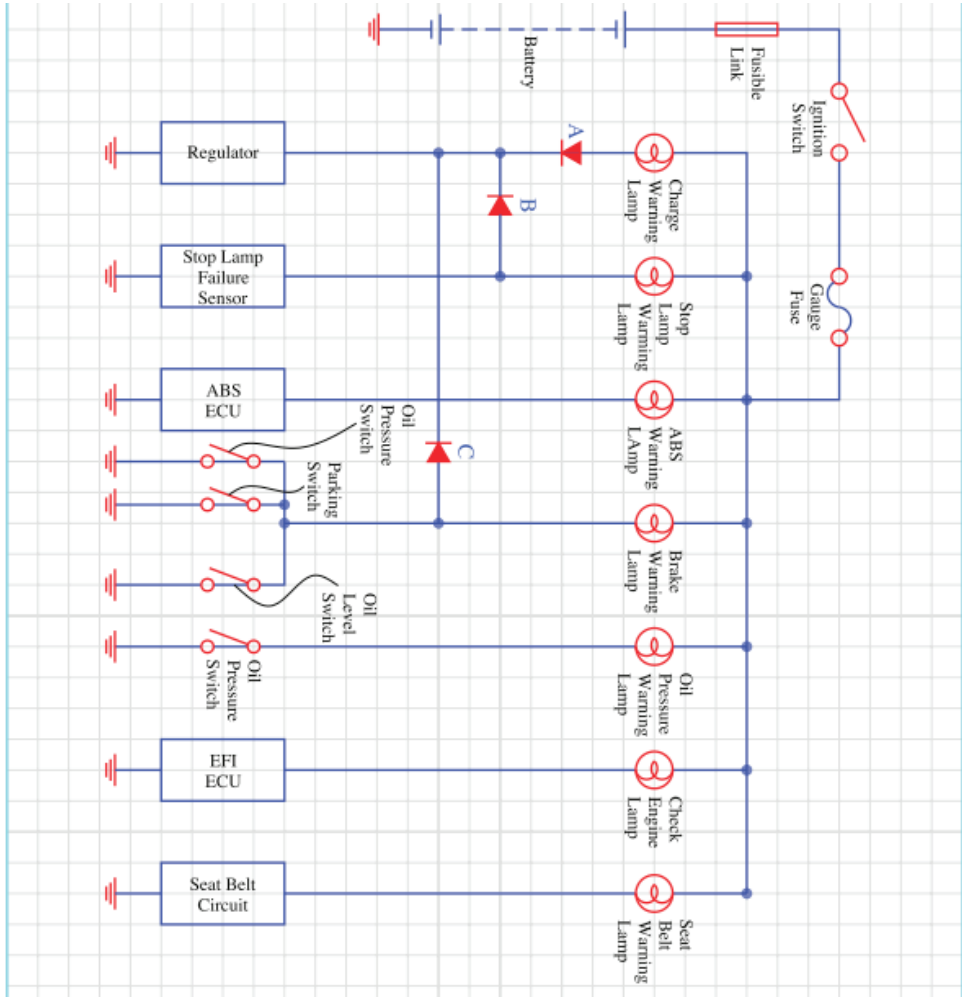 Battery
Fusible
Link
Ignition
Switch
A
Regulator
Charge
Warning
Lamp
B
Stop Lamp
Failure
Sensor
Stop
Lamp
Warming
Lamp
Gauge
Fuse
ABS
ECU
Oil
Pressure
Switch
ABS
Warning
LAmp
C
Parking
Switch
Brake
Warning
Lamp
Oil
Level
Switch
Oil
Pressure
Switch
Oil
Pressure
Warning
Lamp
EFI
ECU
Check
Engine
Lamp
Seat Belt
Circuit
Seat
Belt
Warning
Lamp